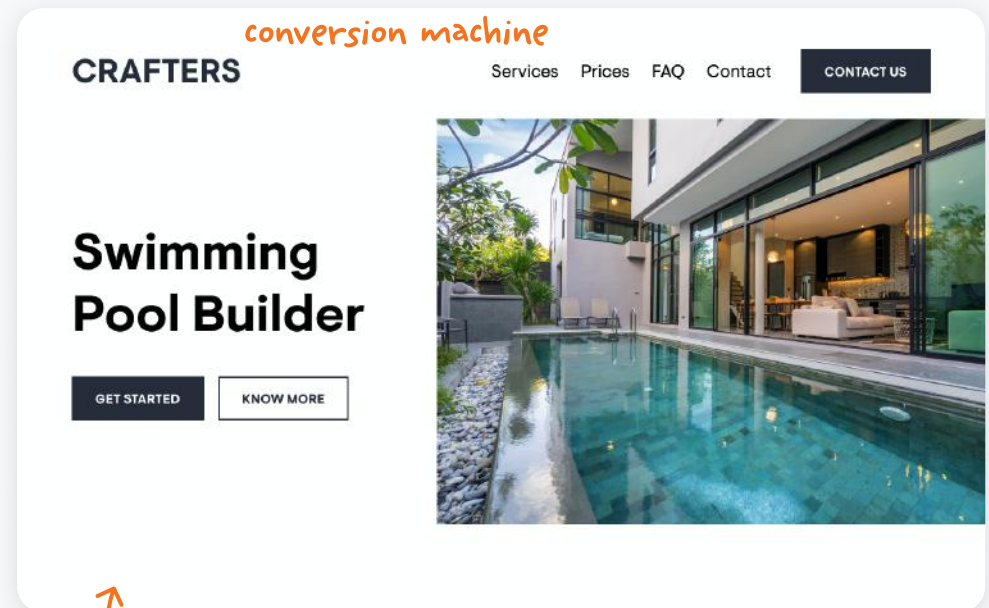 conversion machine
CRAFTERS
Services Prices FAQ Contact CONTACT US
Swimming
Pool Builder
GET STARTED KNOW MORE